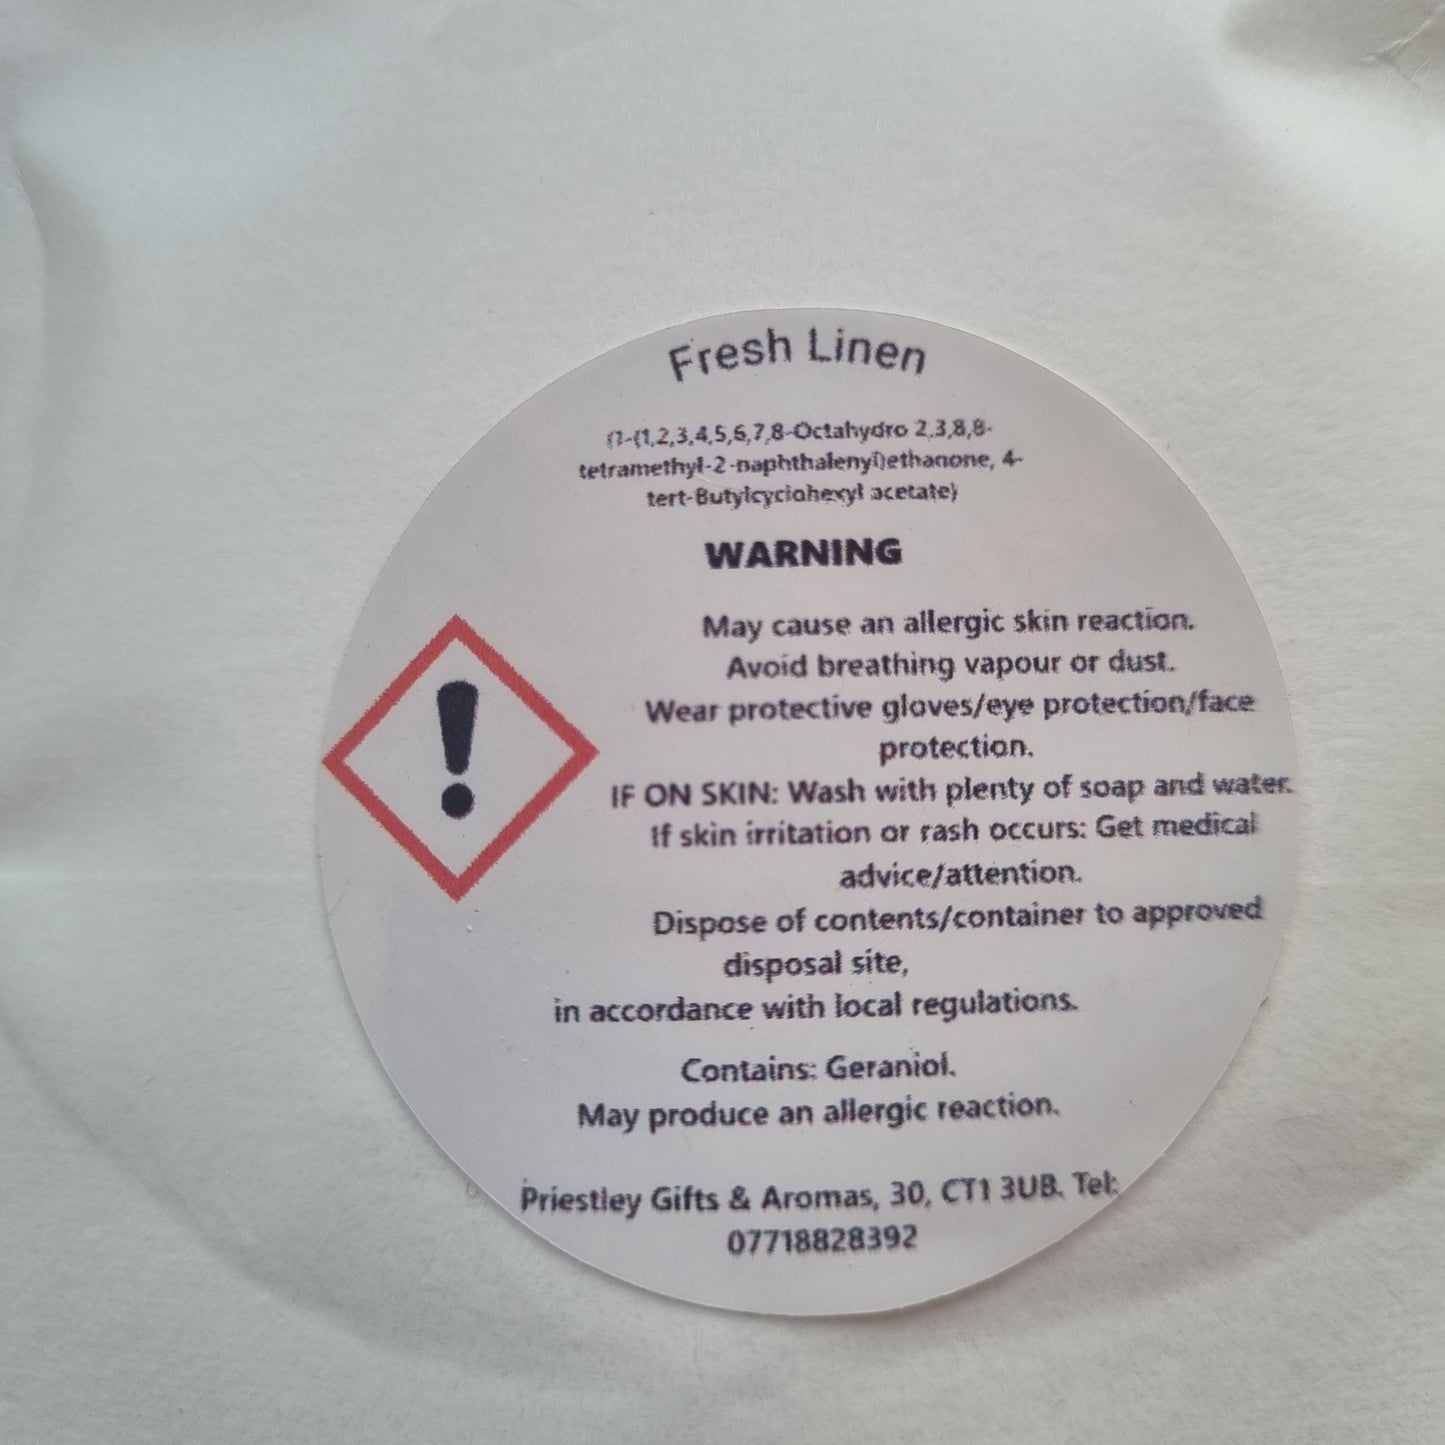 Fresh Linen
(1-(1,2,3,4,5,6,7,8-Octahydro 2,3,8,8-
tetramethyl-2-naphthalenyl)ethanone, 4-
tert-Butylcyclohexyl acetate)
WARNING
May cause an allergic skin reaction.
Avoid breathing vapour or dust.
Wear protective gloves/eye protection/face
protection.
IF ON SKIN: Wash with plenty of soap and water.
If skin irritation or rash occurs: Get medical
advice/attention.
Dispose of contents/container to approved
disposal site,
in accordance with local regulations.
Contains: Geraniol.
May produce an allergic reaction.
Priestley Gifts & Aromas, 30, CT1 3UB. Tel:
07718828392